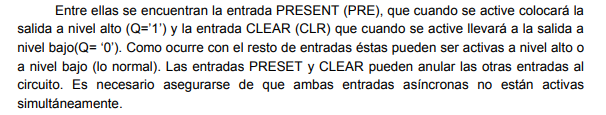 Entre ellas se encuentran la entrada PRESENT (PRE), que cuando se active colocará la
salida a nivel alto (Q='1') y la entrada CLEAR (CLR) que cuando se active llevará a la salida a
nivel bajo(Q= '0'). Como ocurre con el resto de entradas éstas pueden ser activas a nivel alto o
a nivel bajo (lo normal). Las entradas PRESET y CLEAR pueden anular las otras entradas al
circuito. Es necesario asegurarse de que ambas entradas asíncronas no están activas
simultáneamente.